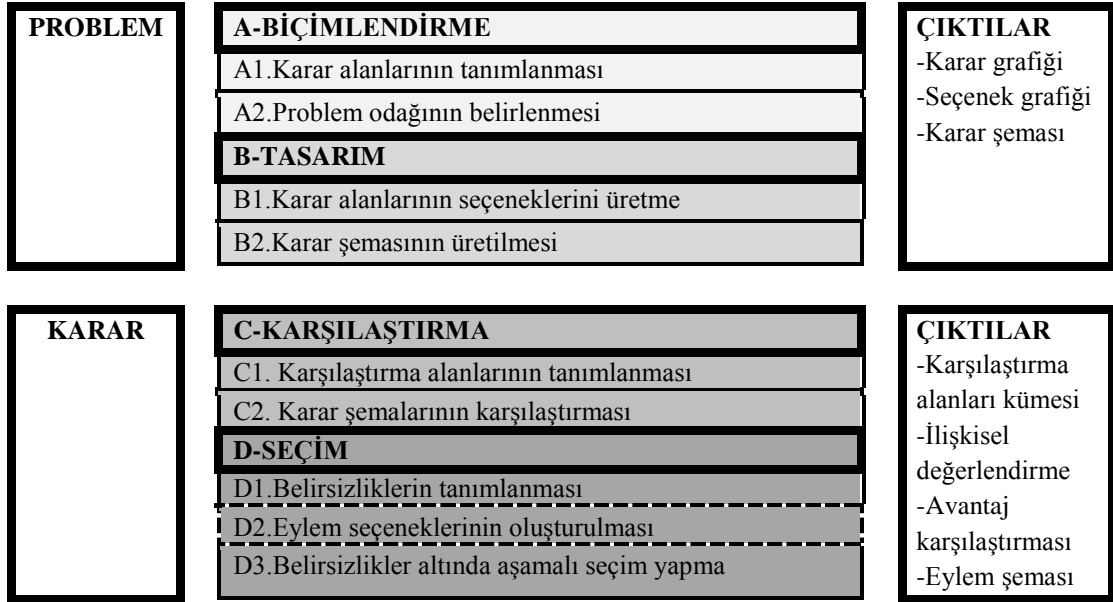 PROBLEM
A-BİÇİMLENDİRME
A1.Karar alanlarının tanımlanması
A2.Problem odağının belirlenmesi
B-TASARIM
B1.Karar alanlarının seçeneklerini üretme
B2.Karar şemasının üretilmesi
ÇIKTILAR
-Karar grafiği
-Seçenek grafiği
-Karar şeması
KARAR
C-KARŞILAŞTIRMA
C1. Karşılaştırma alanlarının tanımlanması
C2. Karar şemalarının karşılaştırması
D-SEÇİM
D1.Belirsizliklerin tanımlanması
D2.Eylem seçeneklerinin oluşturulması
D3.Belirsizlikler altında aşamalı seçim yapma
ÇIKTILAR
-Karşılaştırma
alanları kümesi
-İlişkisel
değerlendirme
-Avantaj
karşılaştırması
-Eylem şeması